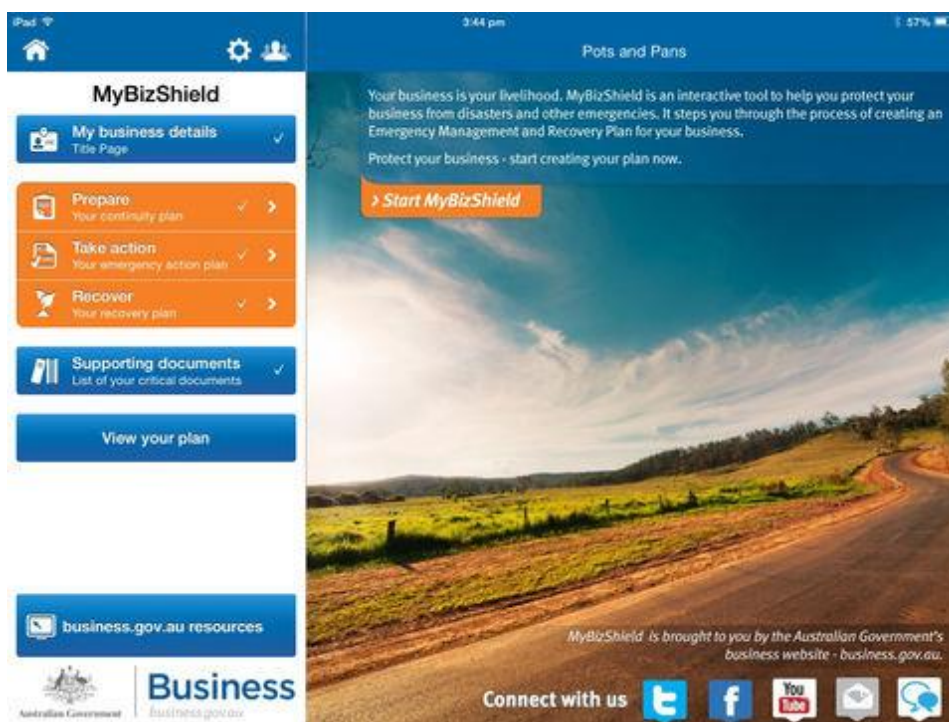 iPad
3:44 pm
57%
Pots and Pans
MyBizShield
My business details
Title Page
Prepare
Your continuity plan
Take action
Your emergency action plan
Recover
Your recovery plan
Supporting documents
List of your critical documents
View your plan
business.gov.au resources
Australian Government
Business
business.gov.au
Your business is your livelihood. MyBizShield is an interactive tool to help you protect your
business from disasters and other emergencies. It steps you through the process of creating an
Emergency Management and Recovery Plan for your business.
Protect your business - start creating your plan now.
> Start MyBizShield
MyBizShield is brought to you by the Australian Government's
business website - business.gov.au.
Connect with us
You
Tube